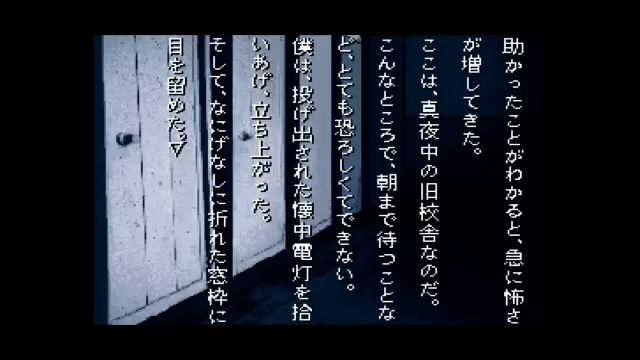 助かったことがわかると、急に怖さ
が増してきた。
ここは、真夜中の旧校舎なのだ。
こんなところで、朝まで待つことな
ど、とても恐ろしくてできない。
僕は、投げ出された懐中電灯を拾
いあげ、立ち上がった。
そして、なにげなしに折れた窓枠に
目を留めた。▽